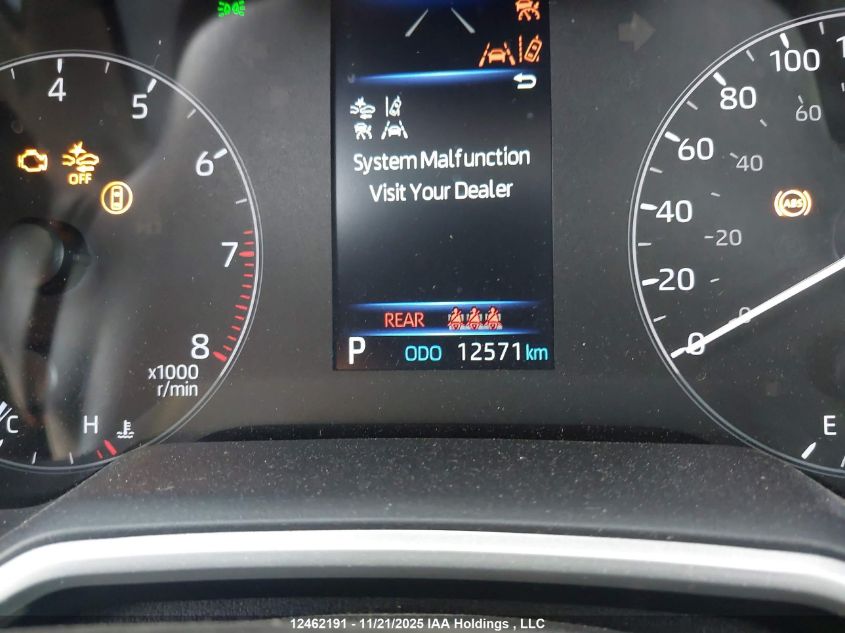 4
5
6
7
8
x1000
r/min
C
H
OFF
System Malfunction
Visit Your Dealer
REAR
P ODO 12571 km
100
80
60
40
20
0
60
40
20
0
ABS
E
12462191 - 11/21/2025 IAA Holdings , LLC